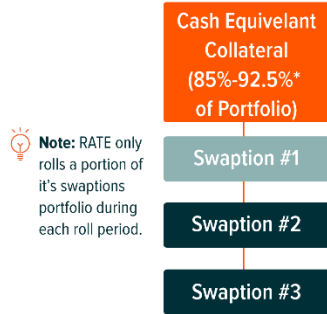 Cash Equivelant
Collateral
(85%-92.5%*
of Portfolio)
Note: RATE only
rolls a portion of
it's swaptions
portfolio during
each roll period.
Swaption #1
Swaption #2
Swaption #3